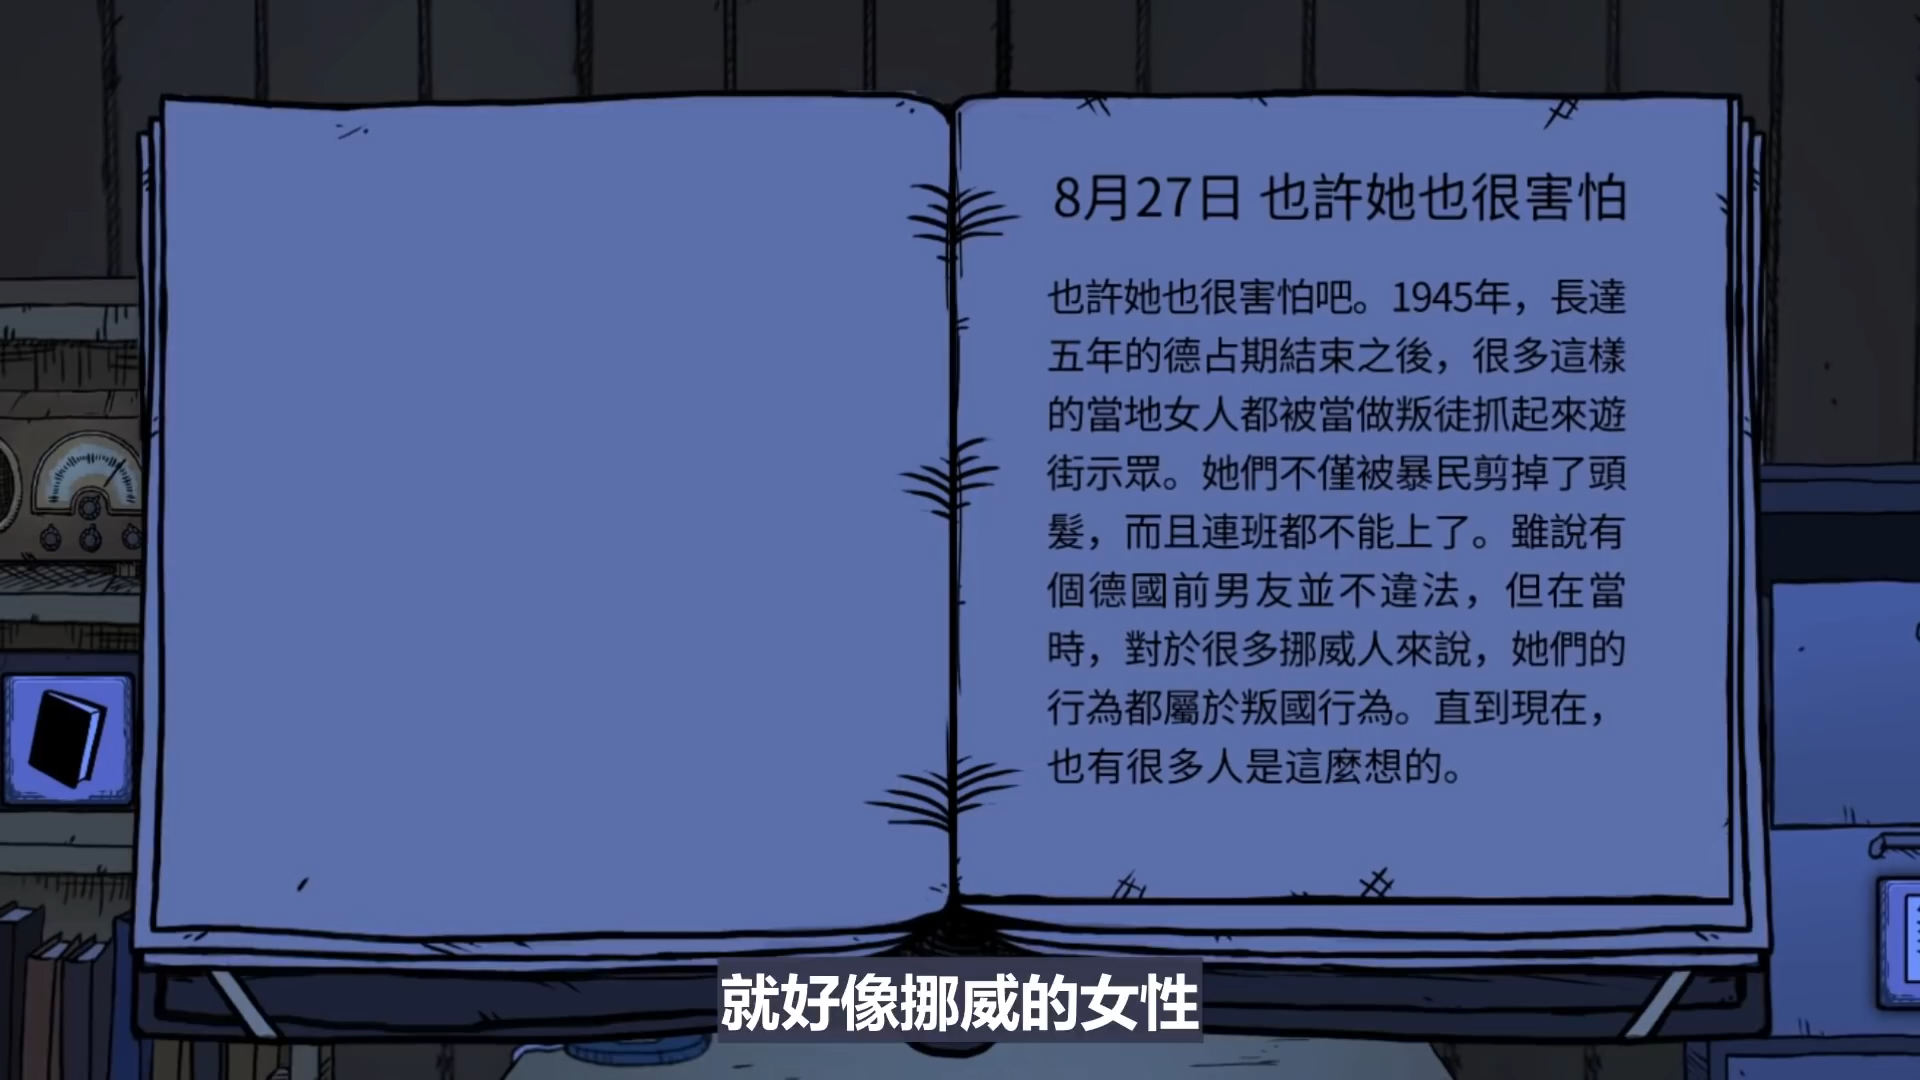 8月27日 也許她也很害怕
也許她也很害怕吧。1945年，長達
五年的德占期結束之後，很多這樣
的當地女人都被當做叛徒抓起來遊
街示眾。她們不僅被暴民剪掉了頭
髮，而且連班都不能上了。雖說有
個德國前男友並不違法，但在當
時，對於很多挪威人來說，她們的
行為都屬於叛國行為。直到現在，
也有很多人是這麼想的。
就好像挪威的女性